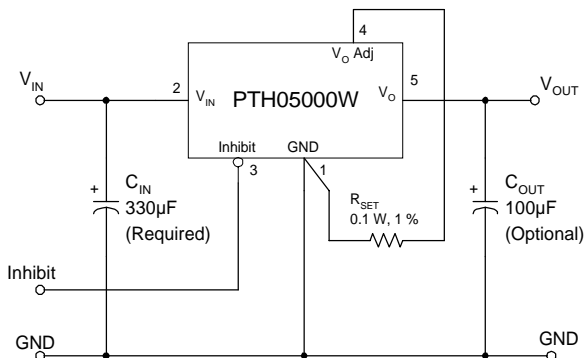 4
V_O Adj
V_IN
2
V_IN
PTH05000W
V_O
5
V_OUT
Inhibit
GND
3
1
+
C_IN
330µF
(Required)
R_SET
0.1 W, 1 %
+
C_OUT
100µF
(Optional)
Inhibit
GND
GND